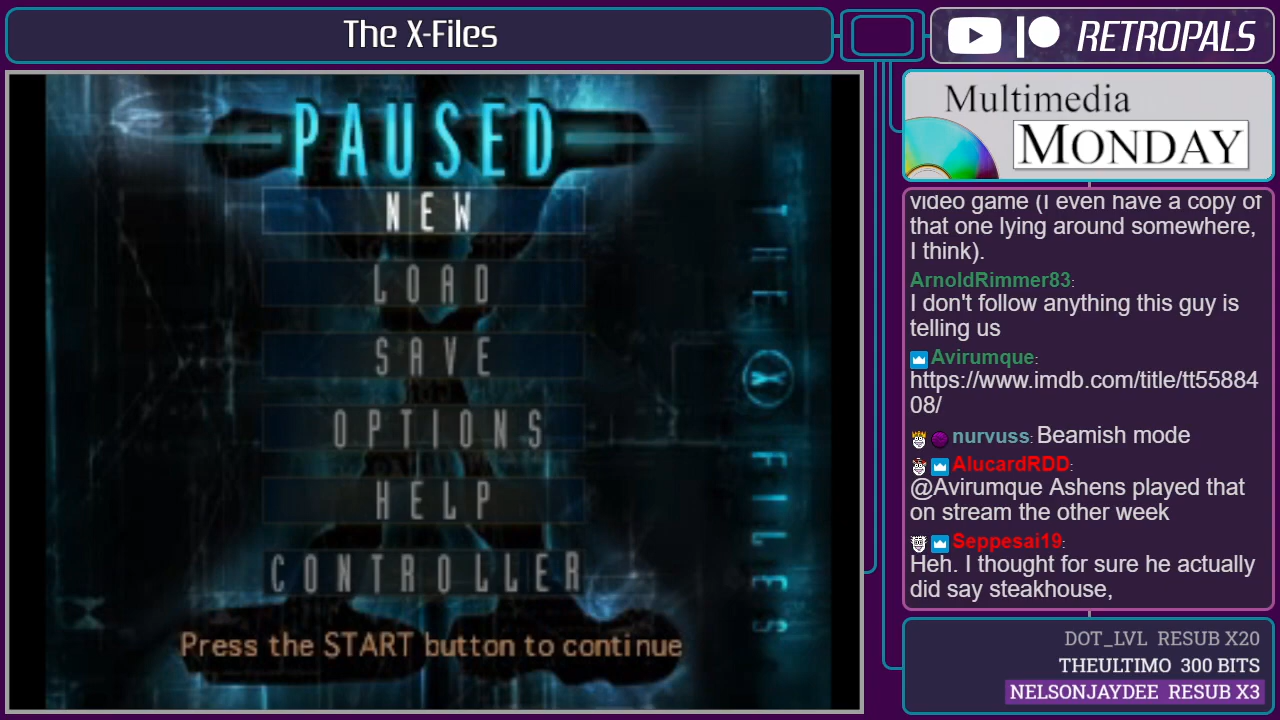 The X-Files
RETROPALS
Multimedia
MONDAY
PAUSED
NEW
LOAD
SAVE
OPTIONS
HELP
CONTROLLER
Press the START button to continue
THE X FILES
video game (I even have a copy of
that one lying around somewhere,
I think).
ArnoldRimmer83:
I don't follow anything this guy is
telling us
Avirumque:
https://www.imdb.com/title/tt55884
08/
nurvuss: Beamish mode
AlucardRDD:
@Avirumque Ashens played that
on stream the other week
Seppesai19:
Heh. I thought for sure he actually
did say steakhouse,
DOT_LVL RESUB X20
THEULTIMO 300 BITS
NELSONJAYDEE RESUB X3